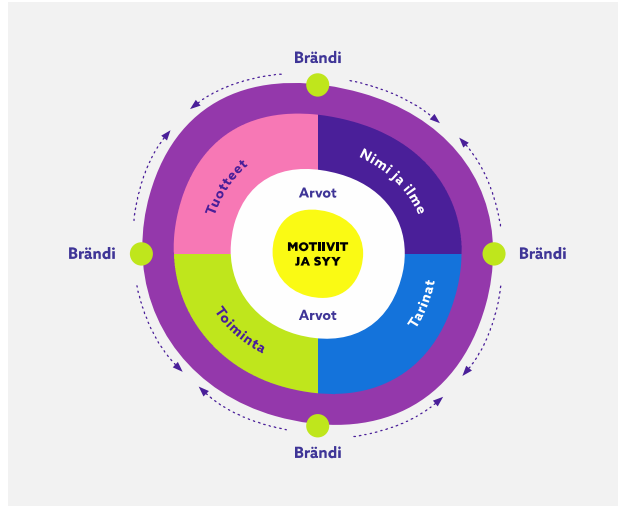 Brändi
Tuotteet
Nimi ja ilme
Arvot
Brändi
MOTIIVIT
JA SYY
Brändi
Arvot
Toiminta
Tarinat
Brändi